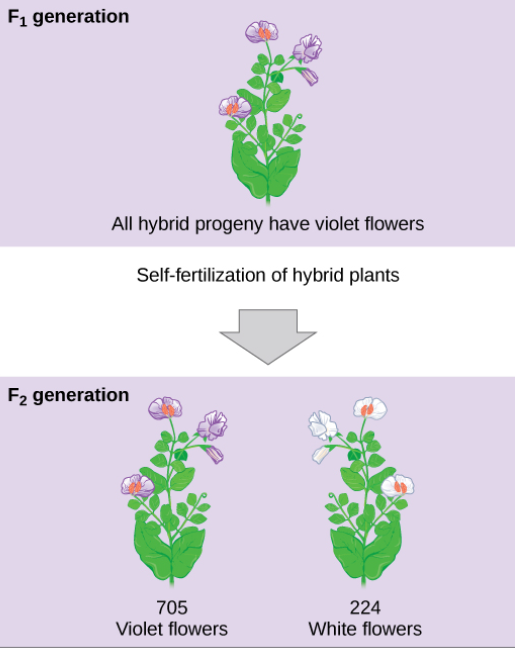 F₁ generation
All hybrid progeny have violet flowers
Self-fertilization of hybrid plants
F₂ generation
705
Violet flowers
224
White flowers